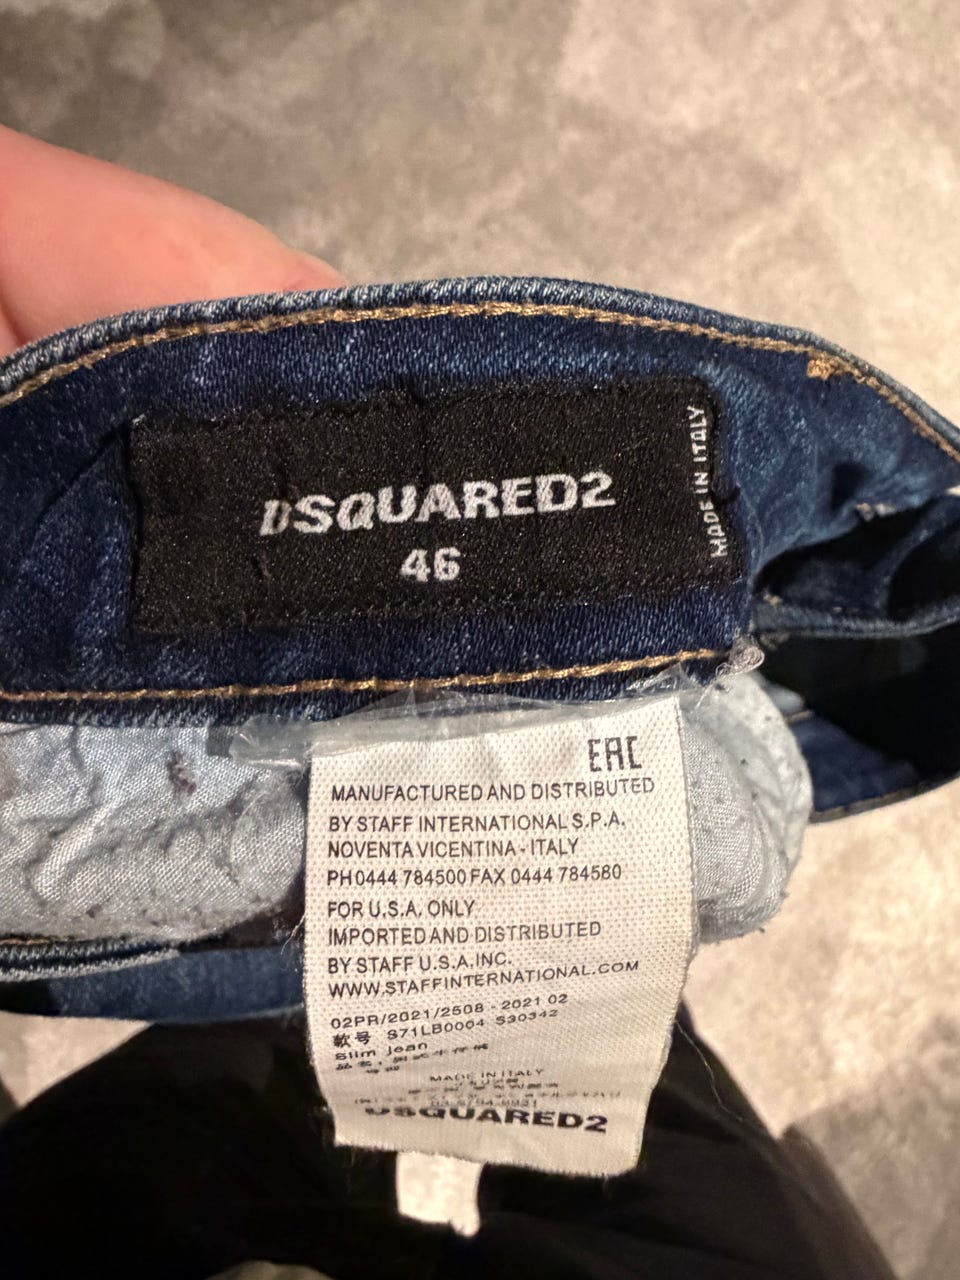 DSQUARED2
46
MADE IN ITALY
EAC
MANUFACTURED AND DISTRIBUTED
BY STAFF INTERNATIONAL S.P.A.
NOVENTA VICENTINA - ITALY
PH 0444 784500 FAX 0444 784580
FOR U.S.A. ONLY
IMPORTED AND DISTRIBUTED
BY STAFF U.S.A. INC.
WWW.STAFFINTERNATIONAL.COM
02PR/2021/2508 - 2021 02
款号 S71LB0004 S30342
Slim jean
品名:
MADE IN ITALY
DSQUARED2